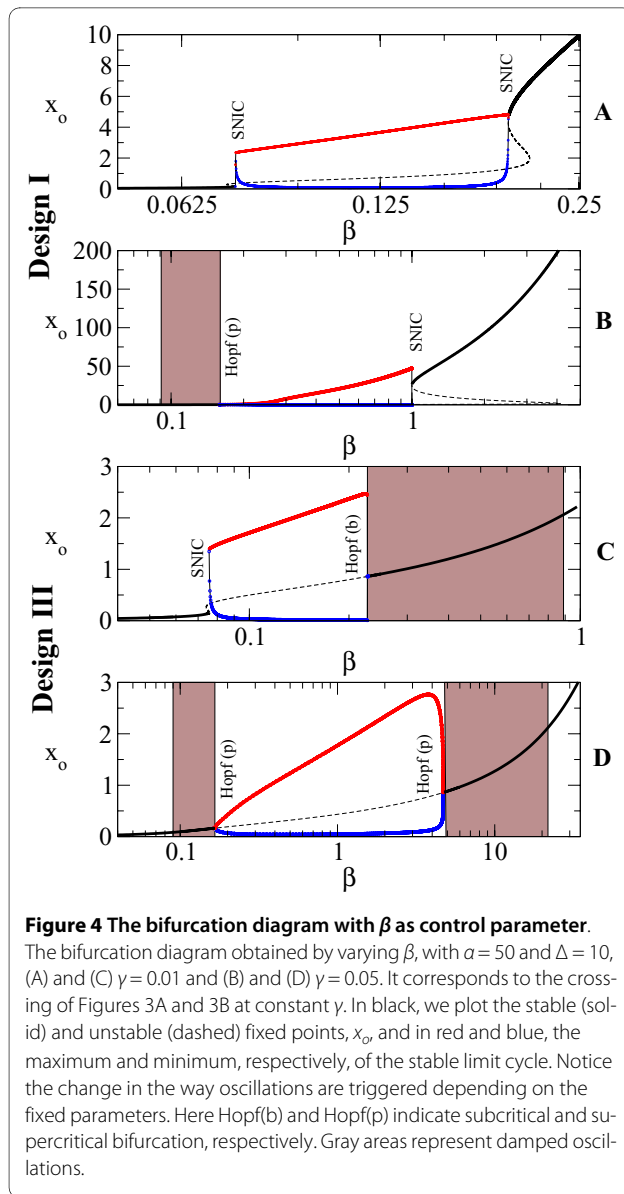 10
8
6
4
2
0
x_o
SNIC
SNIC
A
0.0625
0.125
0.25
β
Design I
200
150
100
50
0
x_o
Hopf (p)
SNIC
B
0.1
1
β
3
2
1
0
x_o
SNIC
Hopf (b)
C
0.1
1
β
Design III
3
2
1
0
x_o
Hopf (p)
Hopf (p)
D
0.1
1
10
β
Figure 4 The bifurcation diagram with β as control parameter.
The bifurcation diagram obtained by varying β, with α = 50 and Δ = 10,
(A) and (C) γ = 0.01 and (B) and (D) γ = 0.05. It corresponds to the cross-
ing of Figures 3A and 3B at constant γ. In black, we plot the stable (sol-
id) and unstable (dashed) fixed points, x_o, and in red and blue, the
maximum and minimum, respectively, of the stable limit cycle. Notice
the change in the way oscillations are triggered depending on the
fixed parameters. Here Hopf(b) and Hopf(p) indicate subcritical and su-
percritical bifurcation, respectively. Gray areas represent damped oscil-
lations.